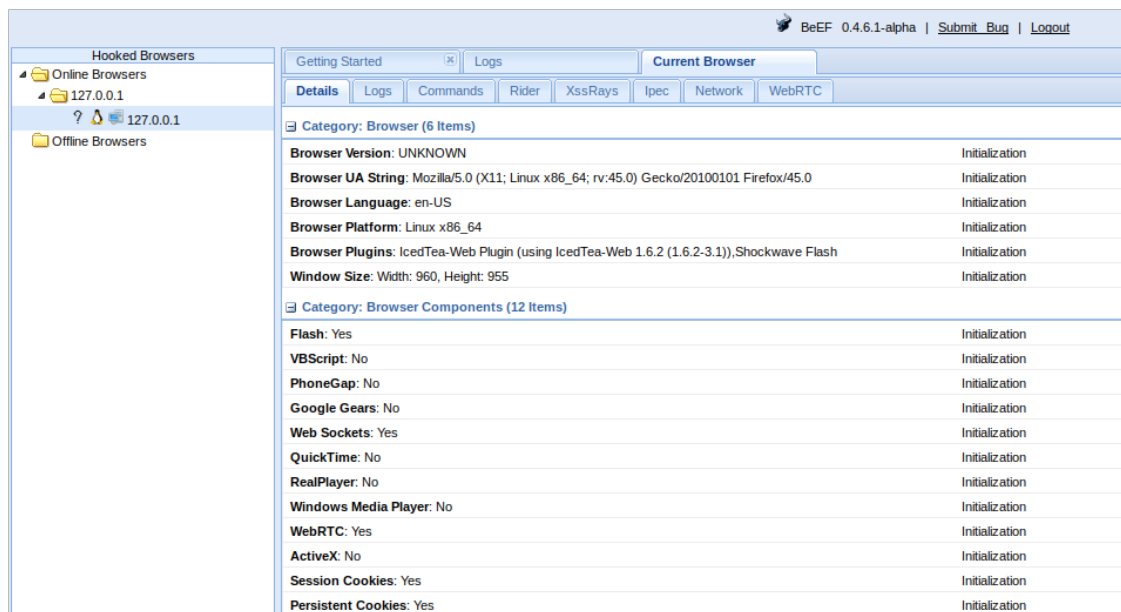 BeEF 0.4.6.1-alpha | Submit Bug | Logout
Hooked Browsers
Online Browsers
127.0.0.1
? 127.0.0.1
Offline Browsers
Getting Started
Logs
Current Browser
Details
Logs
Commands
Rider
XssRays
Ipec
Network
WebRTC
Category: Browser (6 Items)
Browser Version: UNKNOWN Initialization
Browser UA String: Mozilla/5.0 (X11; Linux x86_64; rv:45.0) Gecko/20100101 Firefox/45.0 Initialization
Browser Language: en-US Initialization
Browser Platform: Linux x86_64 Initialization
Browser Plugins: IcedTea-Web Plugin (using IcedTea-Web 1.6.2 (1.6.2-3.1)),Shockwave Flash Initialization
Window Size: Width: 960, Height: 955 Initialization
Category: Browser Components (12 Items)
Flash: Yes Initialization
VBScript: No Initialization
PhoneGap: No Initialization
Google Gears: No Initialization
Web Sockets: Yes Initialization
QuickTime: No Initialization
RealPlayer: No Initialization
Windows Media Player: No Initialization
WebRTC: Yes Initialization
ActiveX: No Initialization
Session Cookies: Yes Initialization
Persistent Cookies: Yes Initialization